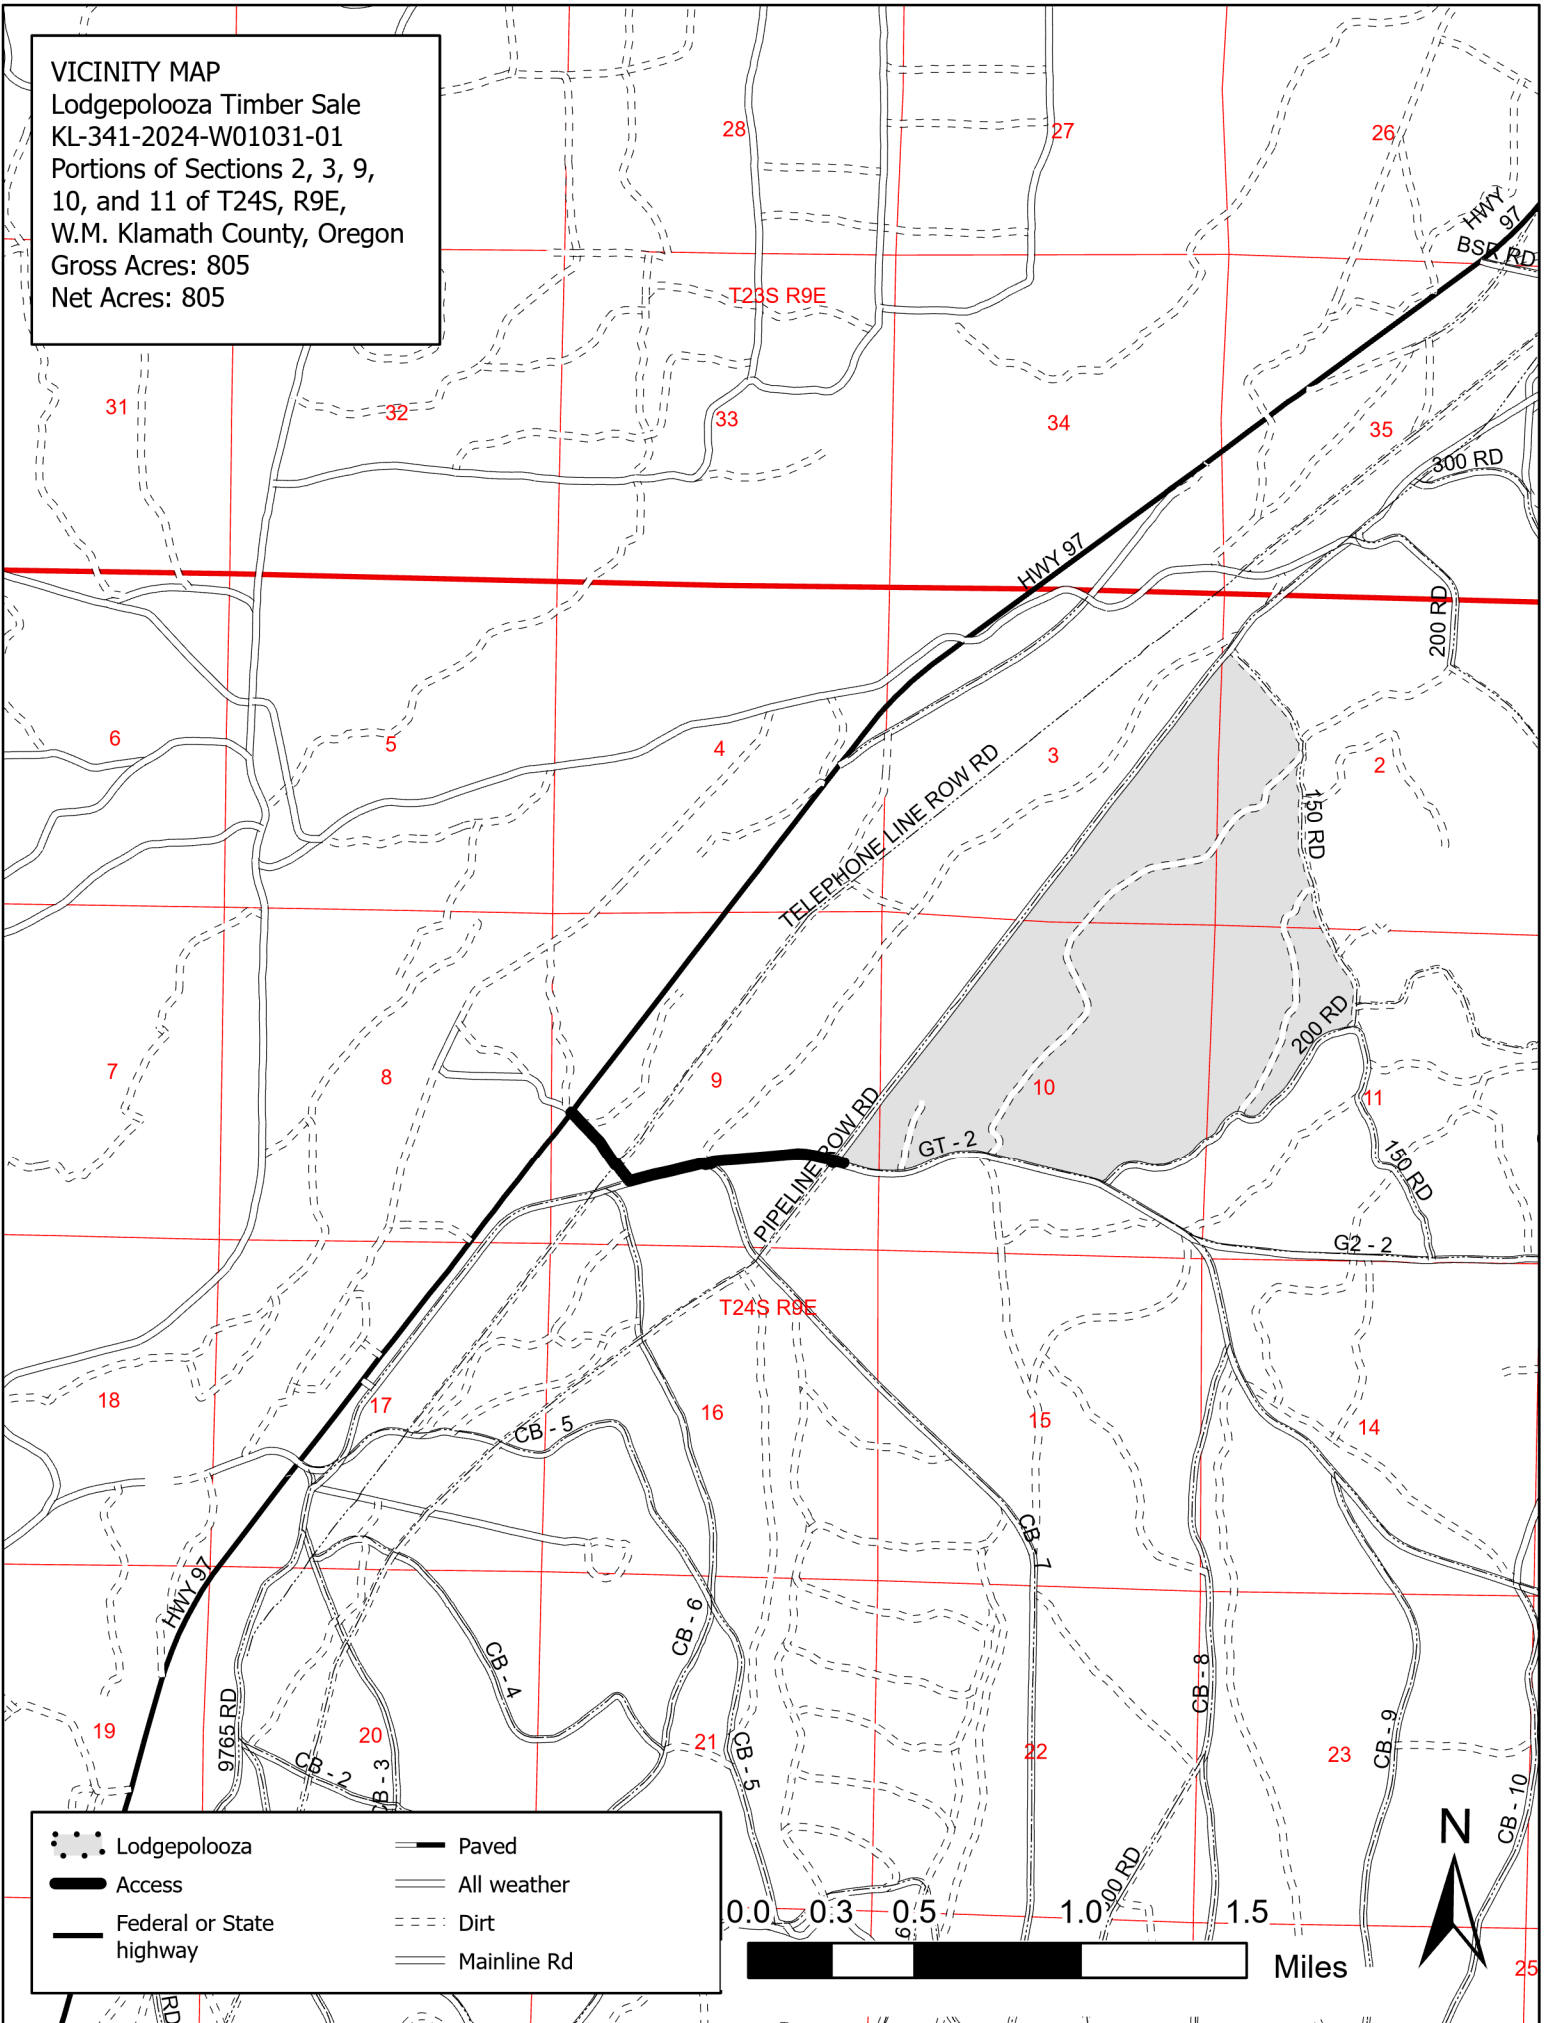 VICINITY MAP
Lodgepolooza Timber Sale
KL-341-2024-W01031-01
Portions of Sections 2, 3, 9,
10, and 11 of T24S, R9E,
W.M. Klamath County, Oregon
Gross Acres: 805
Net Acres: 805
28
27
26
HWY
97
BSR RD
T23S R9E
31
32
33
34
35
300 RD
HWY 97
200 RD
6
5
4
3
2
TELEPHONE LINE ROW RD
150 RD
7
8
9
10
11
200 RD
PIPELINE ROW RD
GT - 2
150 RD
G2 - 2
T24S R9E
18
17
16
15
14
CB - 5
CB - 7
HWY 97
CB - 4
CB - 6
CB - 8
19
20
21
22
23
9765 RD
CB - 2
CB - 3
CB - 5
CB - 9
CB - 10
00 RD
6
25
RD
Lodgepolooza
Access
Federal or State
highway
Paved
All weather
Dirt
Mainline Rd
0.0 0.3 0.5 1.0 1.5
Miles
N